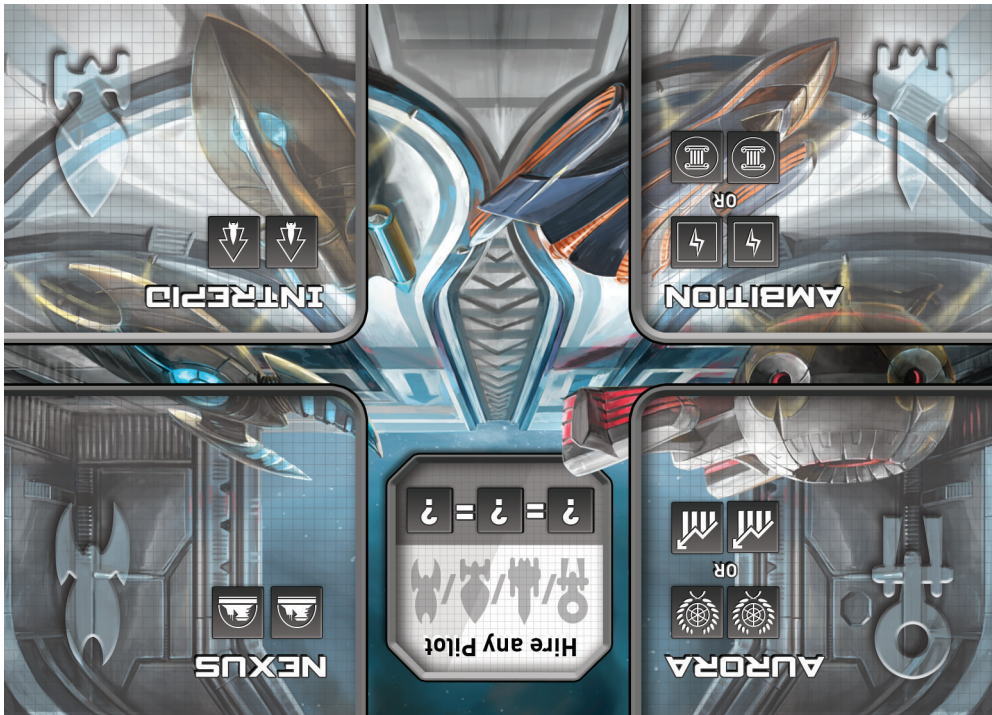 AURORA
OR
Hire any Pilot
/ / /
? = ? = ?
NEXUS
AMBITION
OR
INTREPID